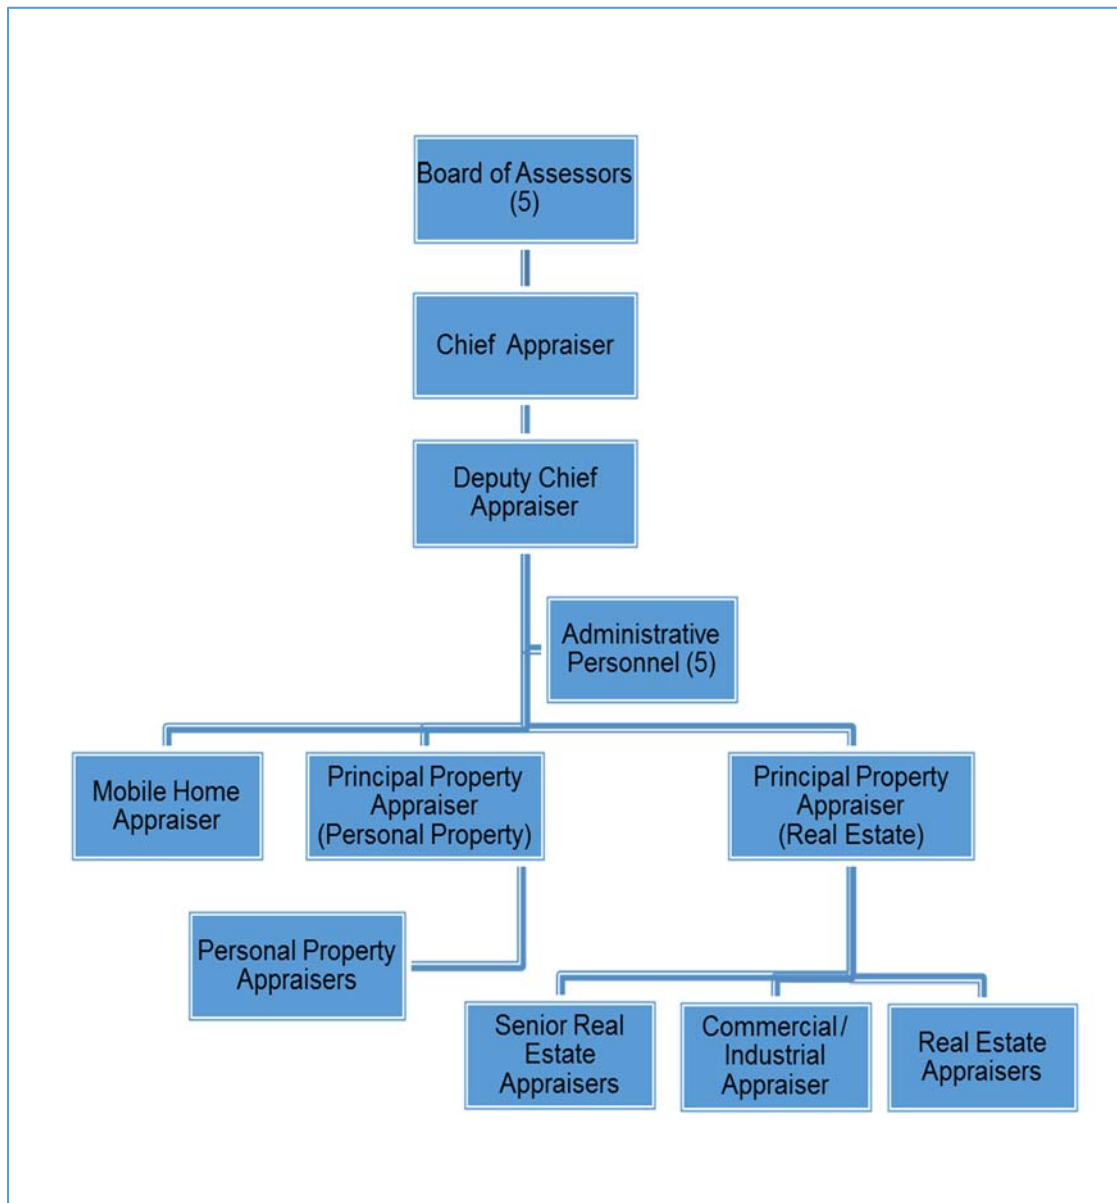 Board of Assessors
(5)
Chief Appraiser
Deputy Chief
Appraiser
Administrative
Personnel (5)
Mobile Home
Appraiser
Principal Property
Appraiser
(Personal Property)
Principal Property
Appraiser
(Real Estate)
Personal Property
Appraisers
Senior Real
Estate
Appraisers
Commercial /
Industrial
Appraiser
Real Estate
Appraisers